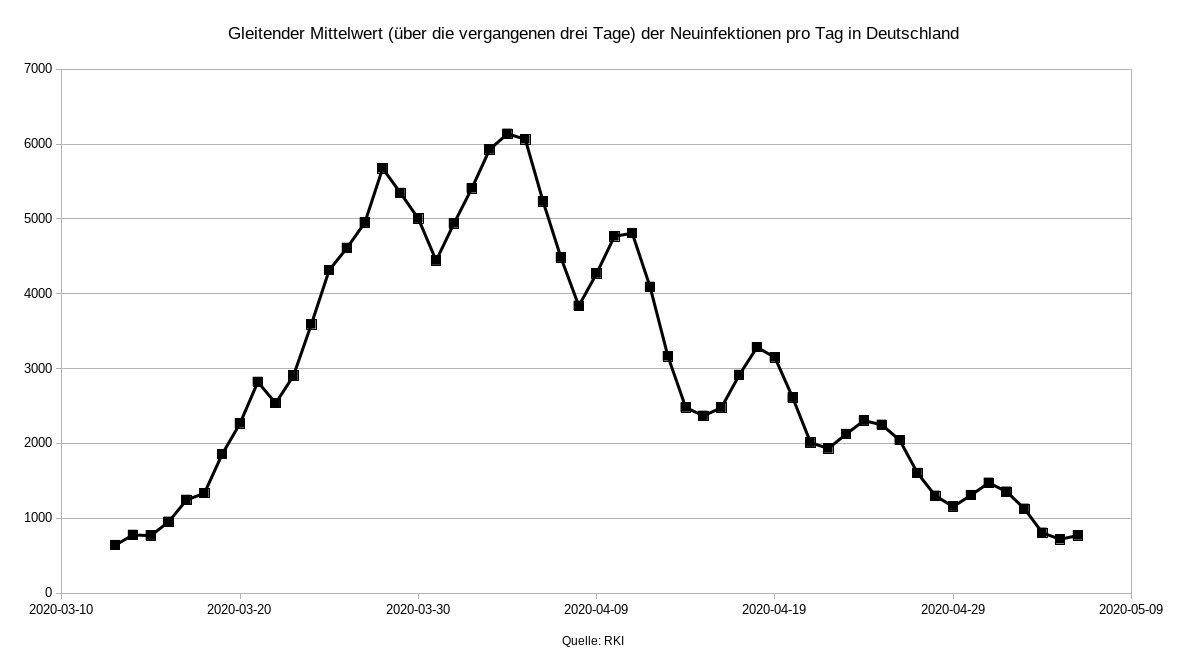 Gleitender Mittelwert (über die vergangenen drei Tage) der Neuinfektionen pro Tag in Deutschland
7000
6000
5000
4000
3000
2000
1000
0
2020-03-10 2020-03-20 2020-03-30 2020-04-09 2020-04-19 2020-04-29 2020-05-09
Quelle: RKI